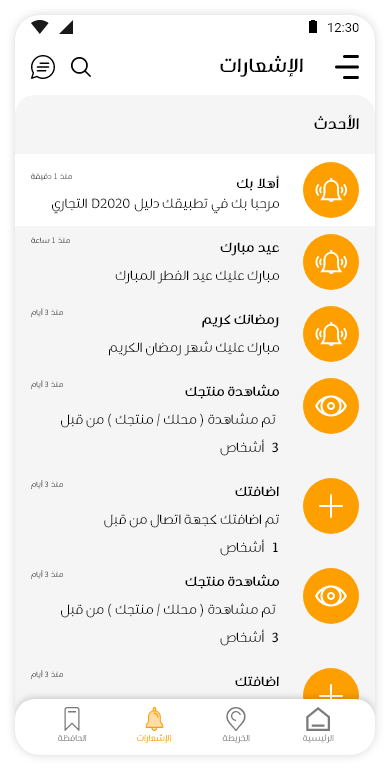 12:30
الإشعارات
الأحدث
أهلا بك
منذ 1 دقيقة
مرحبا بك في تطبيقك دليل D2020 التجاري
عيد مبارك
منذ 1 ساعة
مبارك عليك عيد الفطر المبارك
رمضانك كريم
منذ 3 أيام
مبارك عليك شهر رمضان الكريم
مشاهدة منتجك
منذ 3 أيام
تم مشاهدة ( محلك / منتجك ) من قبل
3 أشخاص
اضافتك
منذ 3 أيام
تم اضافتك كجهة اتصال من قبل
1 أشخاص
مشاهدة منتجك
منذ 3 أيام
تم مشاهدة ( محلك / منتجك ) من قبل
3 أشخاص
اضافتك
منذ 3 أيام
الرئيسية
الخريطة
الإشعارات
الحافظة